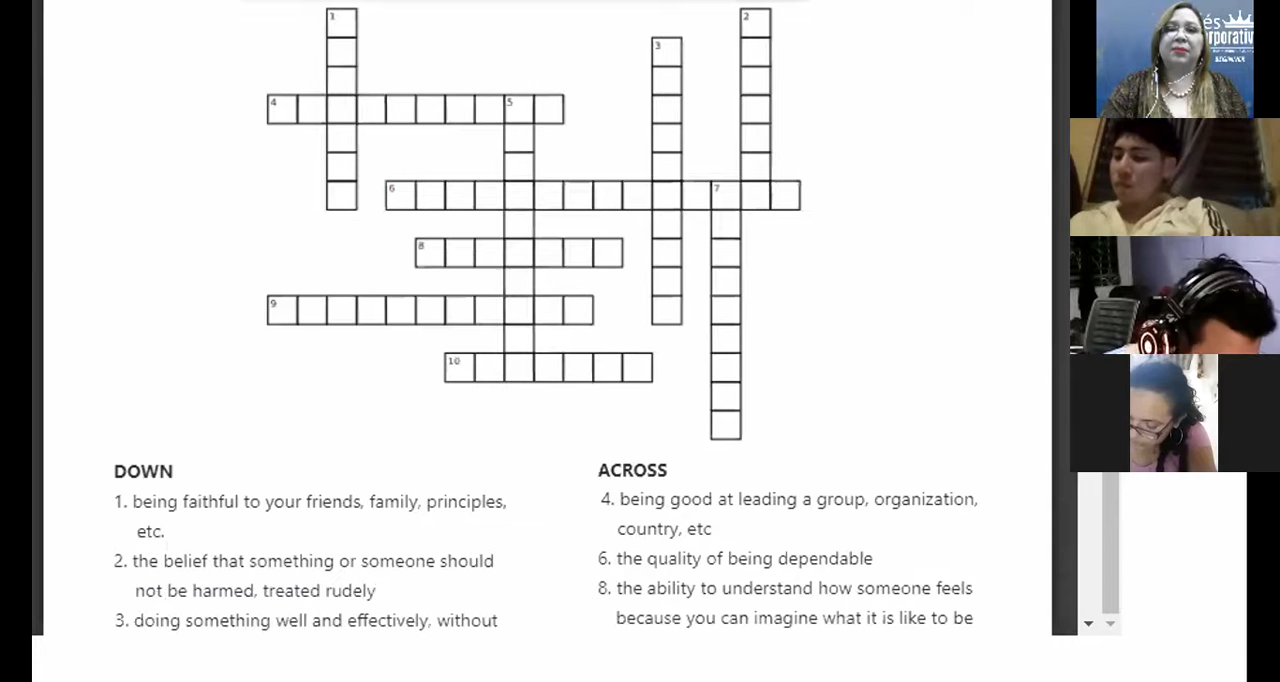 1
2
3
4
5
6
7
8
9
10
DOWN
1. being faithful to your friends, family, principles,
etc.
2. the belief that something or someone should
not be harmed, treated rudely
3. doing something well and effectively, without
ACROSS
4. being good at leading a group, organization,
country, etc
6. the quality of being dependable
8. the ability to understand how someone feels
because you can imagine what it is like to be
és
rporativ